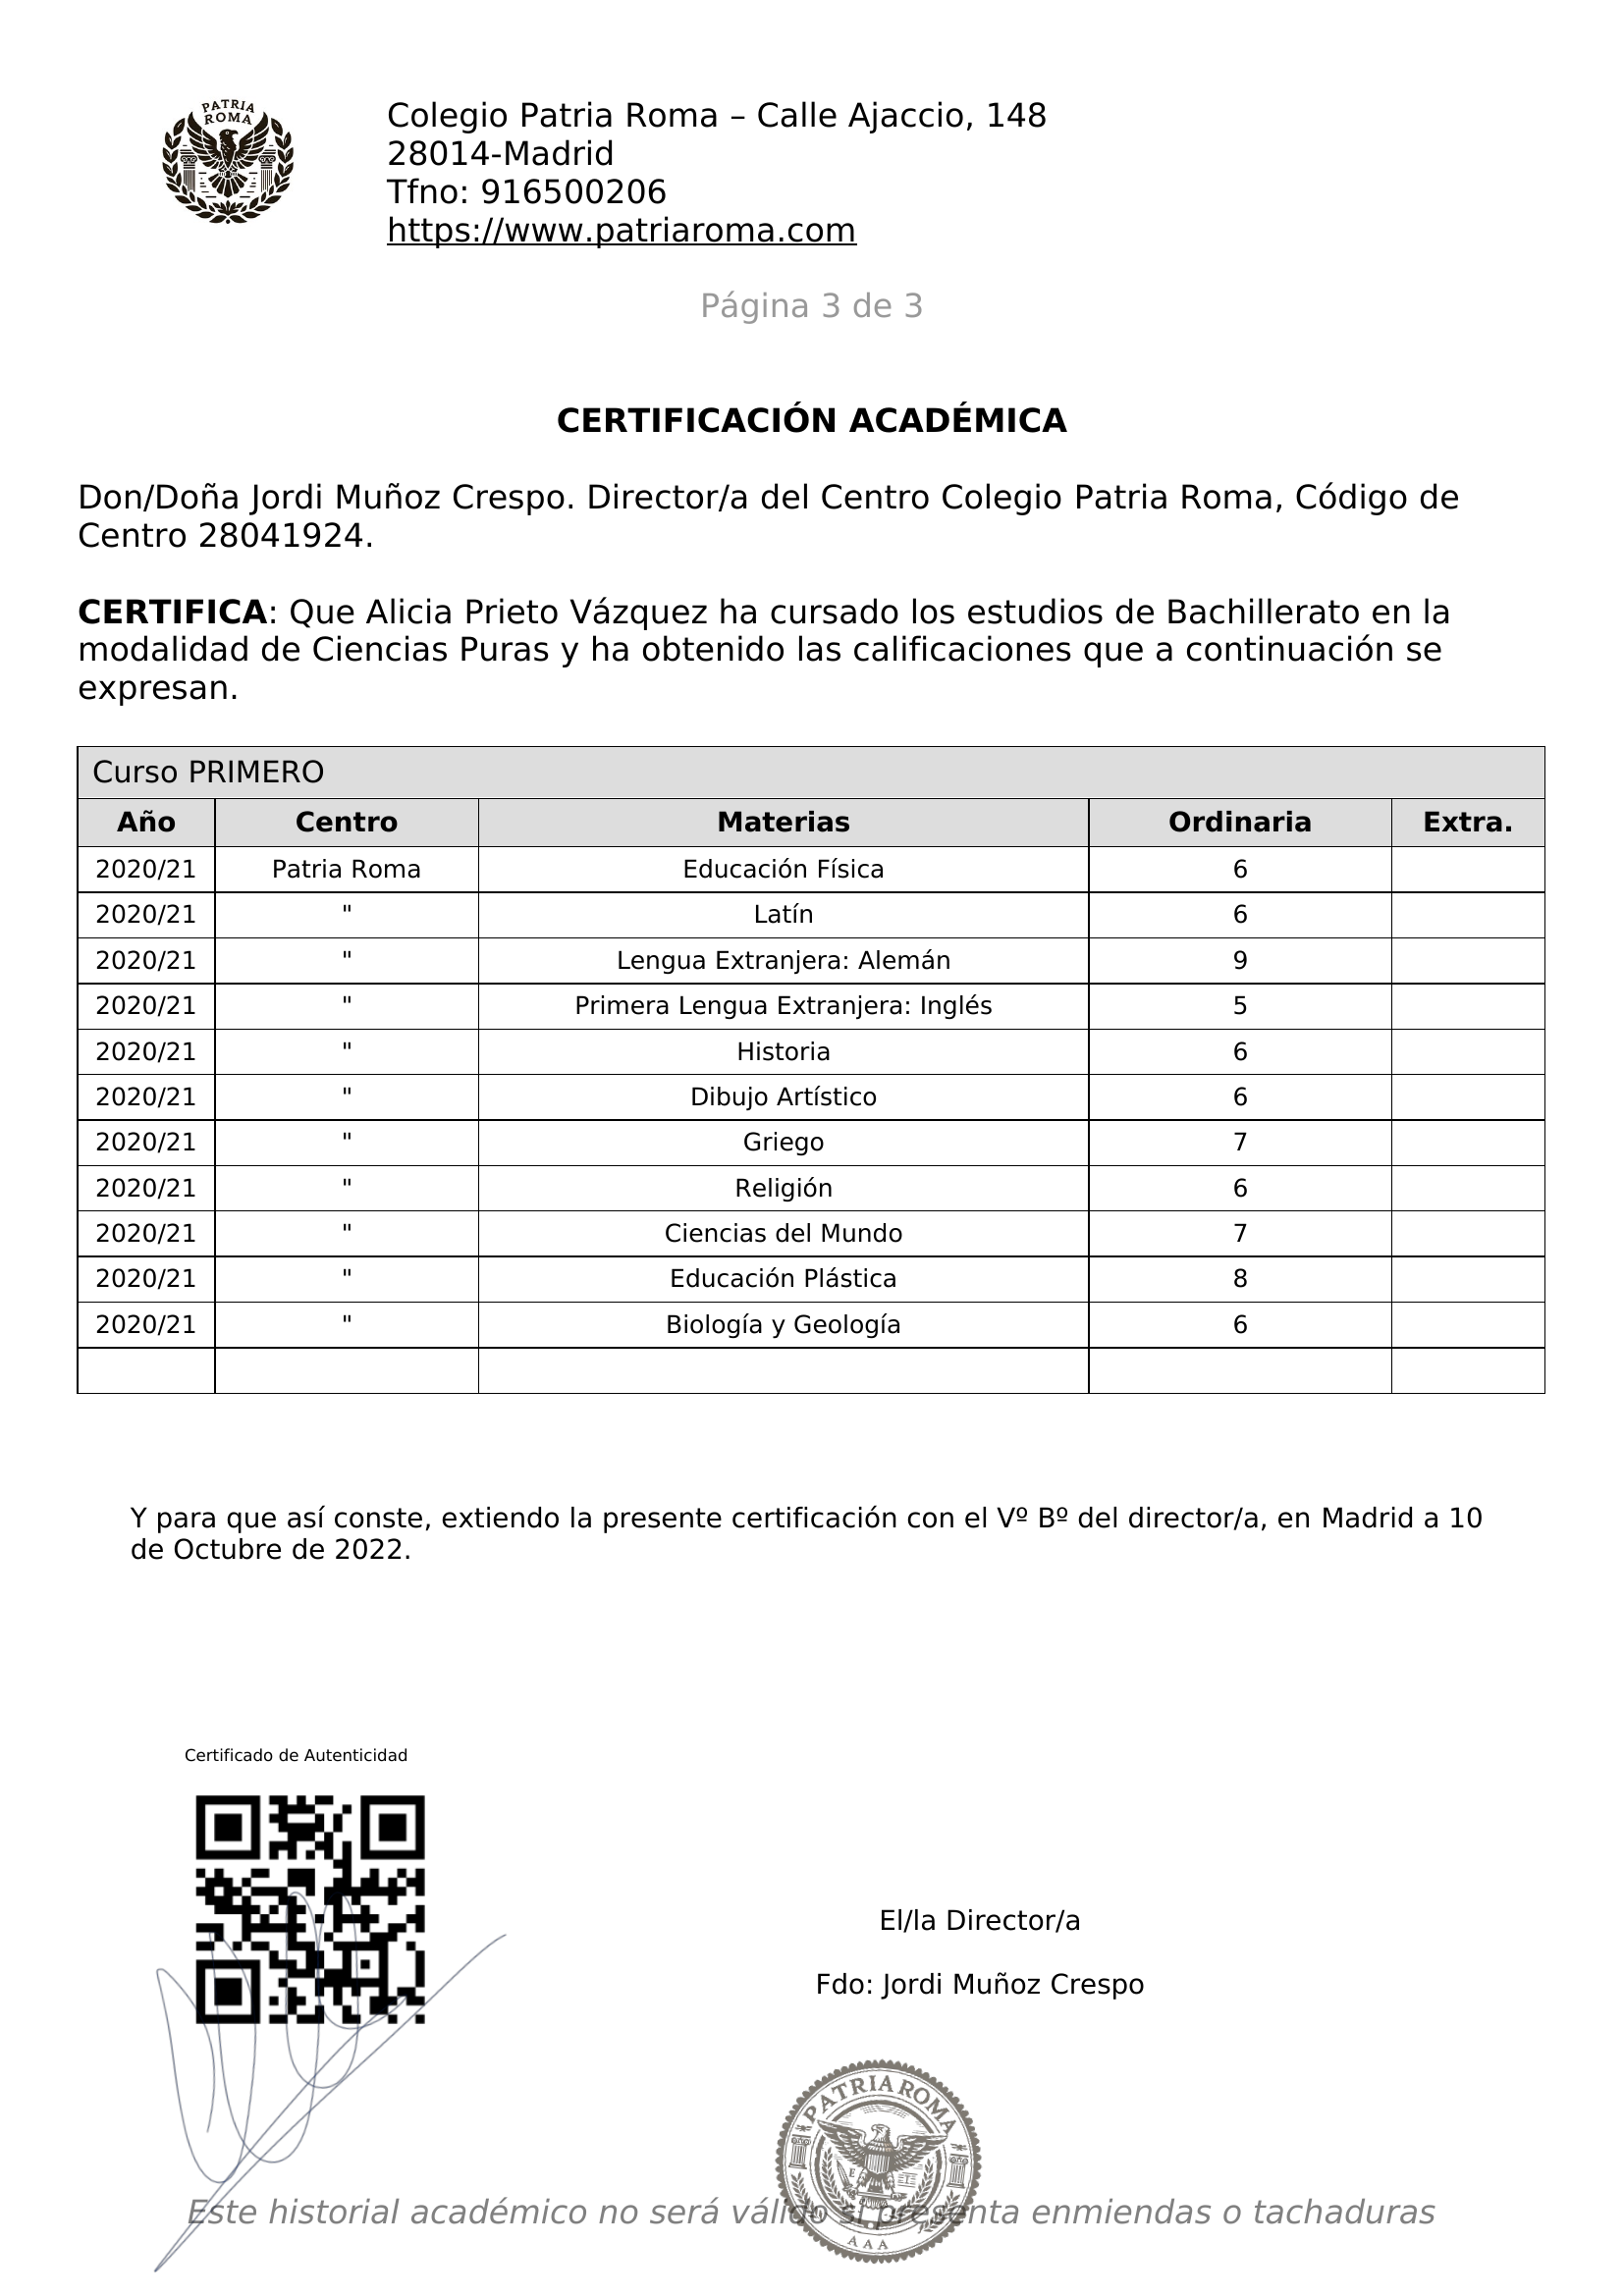 PATRIA
ROMA
Colegio Patria Roma – Calle Ajaccio, 148
28014-Madrid
Tfno: 916500206
https://www.patriaroma.com
Página 3 de 3
CERTIFICACIÓN ACADÉMICA
Don/Doña Jordi Muñoz Crespo. Director/a del Centro Colegio Patria Roma, Código de
Centro 28041924.
CERTIFICA: Que Alicia Prieto Vázquez ha cursado los estudios de Bachillerato en la
modalidad de Ciencias Puras y ha obtenido las calificaciones que a continuación se
expresan.
Curso PRIMERO
Año Centro Materias Ordinaria Extra.
2020/21 Patria Roma Educación Física 6
2020/21 " Latín 6
2020/21 " Lengua Extranjera: Alemán 9
2020/21 " Primera Lengua Extranjera: Inglés 5
2020/21 " Historia 6
2020/21 " Dibujo Artístico 6
2020/21 " Griego 7
2020/21 " Religión 6
2020/21 " Ciencias del Mundo 7
2020/21 " Educación Plástica 8
2020/21 " Biología y Geología 6
Y para que así conste, extiendo la presente certificación con el Vº Bº del director/a, en Madrid a 10
de Octubre de 2022.
Certificado de Autenticidad
El/la Director/a
Fdo: Jordi Muñoz Crespo
PATRIA ROMA
Este historial académico no será válido si presenta enmiendas o tachaduras
AAA